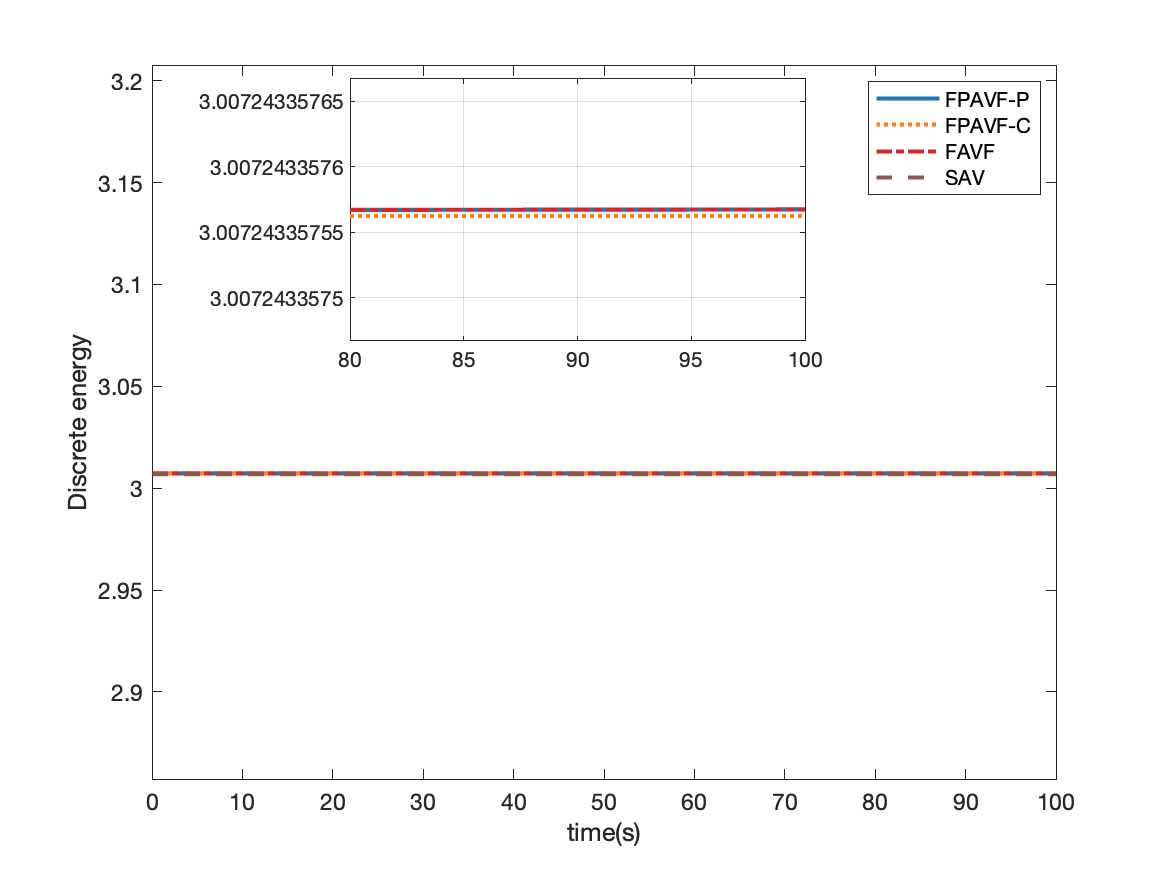 3.2
3.15
3.1
3.05
3
2.95
2.9
Discrete energy
0 10 20 30 40 50 60 70 80 90 100
time(s)
3.00724335765
3.0072433576
3.00724335755
3.0072433575
80 85 90 95 100
FPAVF-P
FPAVF-C
FAVF
SAV